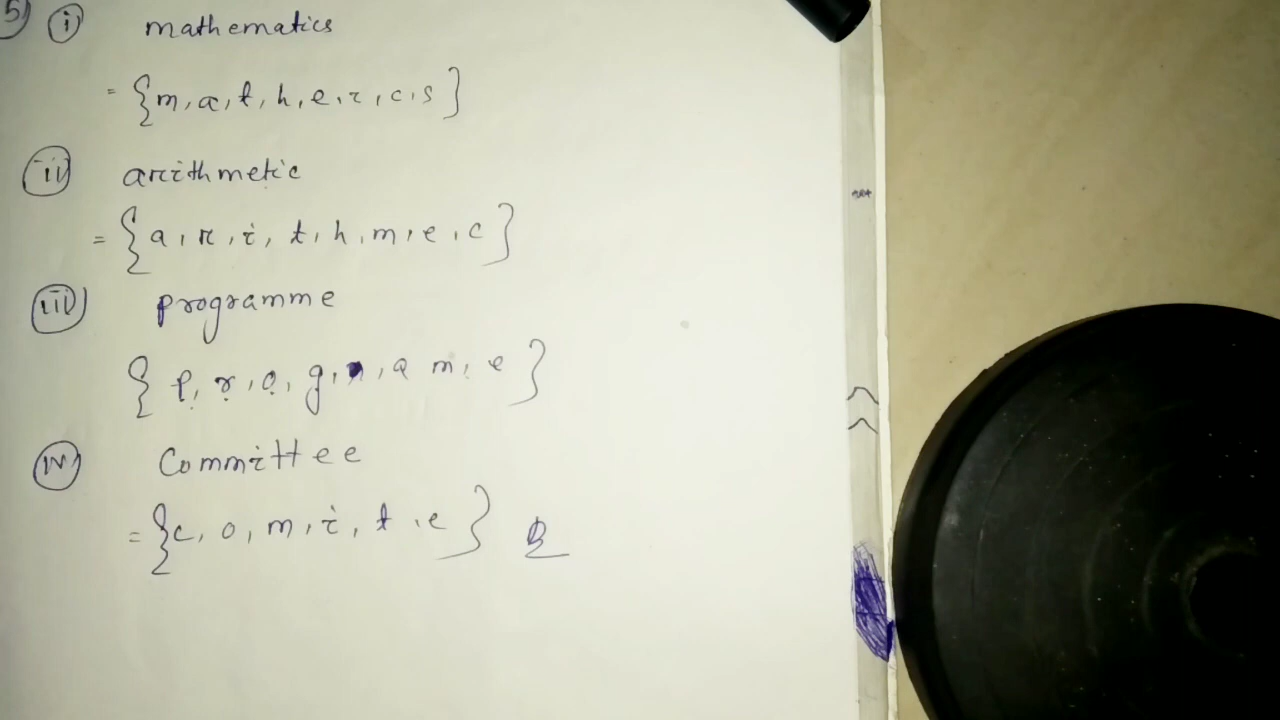 5) (i) mathematics
= {m, a, t, h, e, i, c, s}
(ii) arithmetic
= {a, r, i, t, h, m, e, c}
(iii) programme
{ p, r, o, g, , a m, e }
(iv) Committee
= {c, o, m, i, t, e }